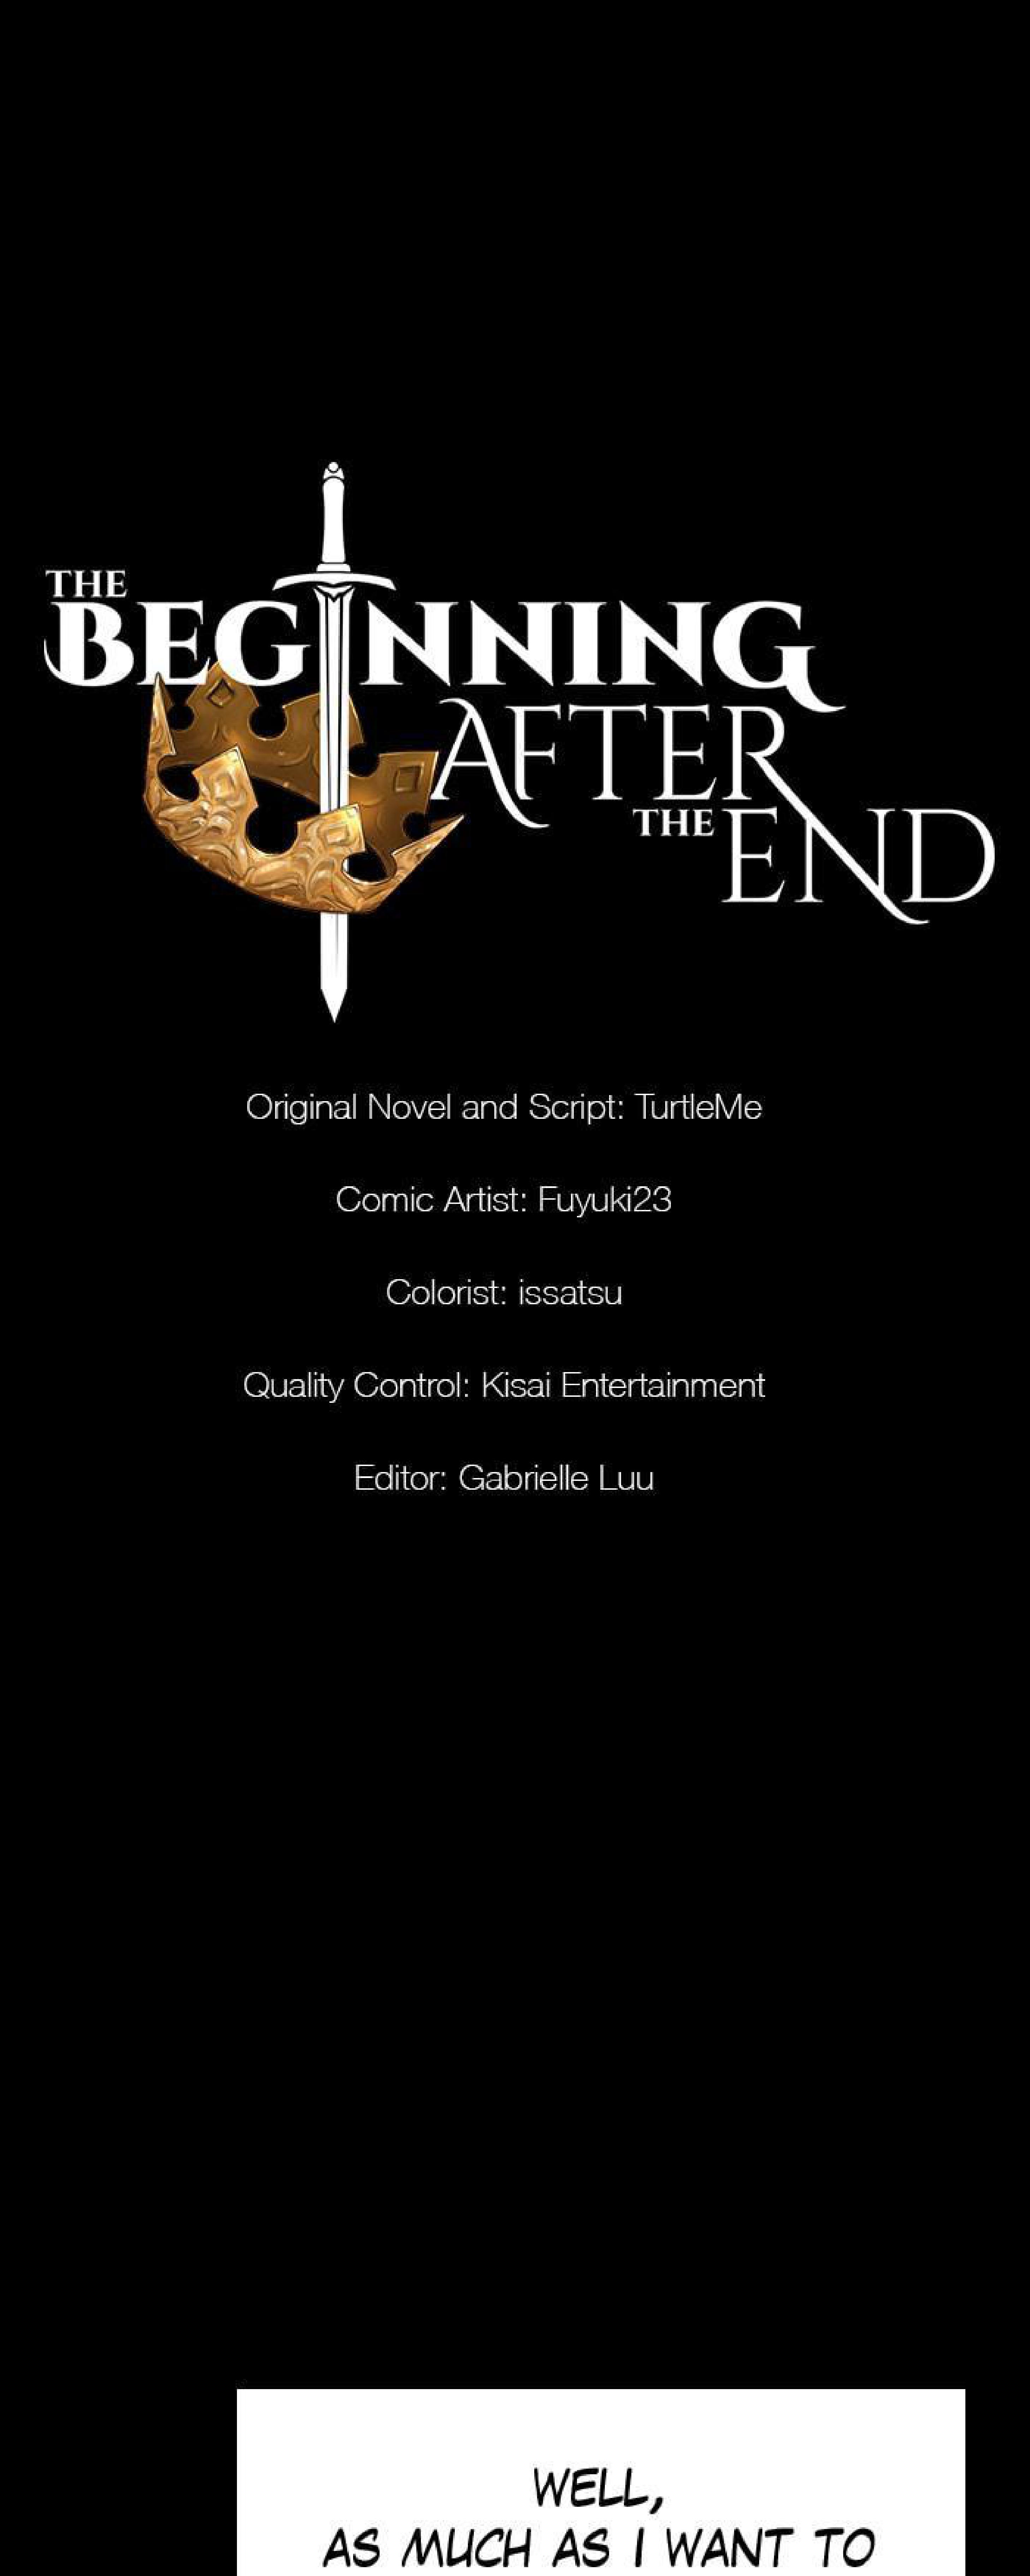 THE
BEGINNING
AFTER
THE END
Original Novel and Script: TurtleMe
Comic Artist: Fuyuki23
Colorist: issatsu
Quality Control: Kisai Entertainment
Editor: Gabrielle Luu
WELL,
AS MUCH AS I WANT TO